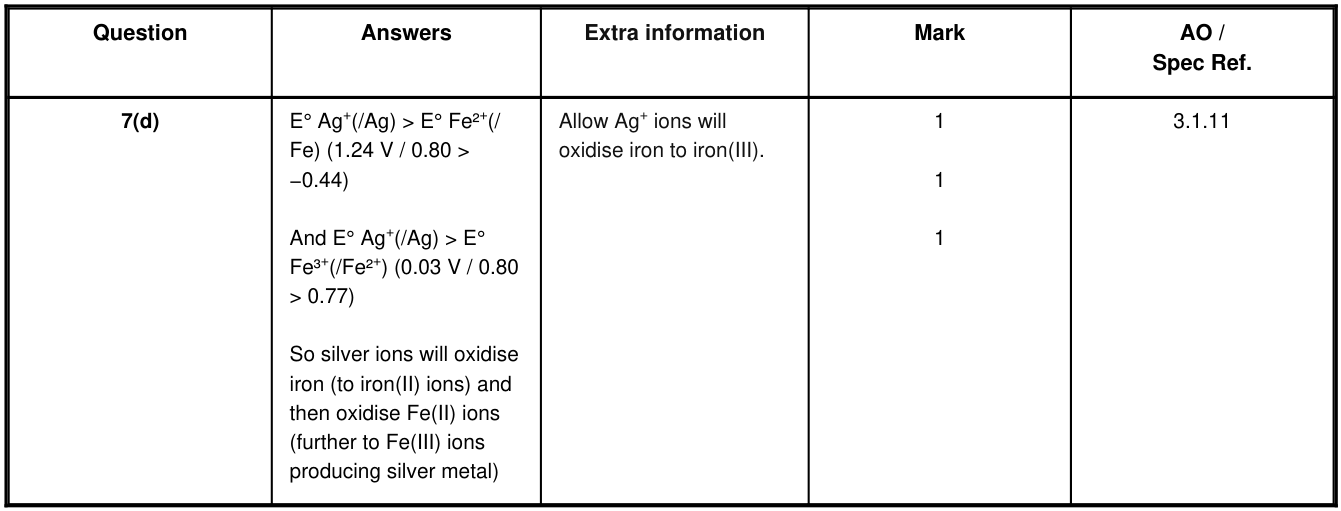 Question Answers Extra information Mark AO /
Spec Ref.
7(d) E° Ag⁺(/Ag) > E° Fe²⁺(/ Allow Ag⁺ ions will 1 3.1.11
Fe) (1.24 V / 0.80 > oxidise iron to iron(III).
−0.44) 1
And E° Ag⁺(/Ag) > E° 1
Fe³⁺(/Fe²⁺) (0.03 V / 0.80
> 0.77)
So silver ions will oxidise
iron (to iron(II) ions) and
then oxidise Fe(II) ions
(further to Fe(III) ions
producing silver metal)